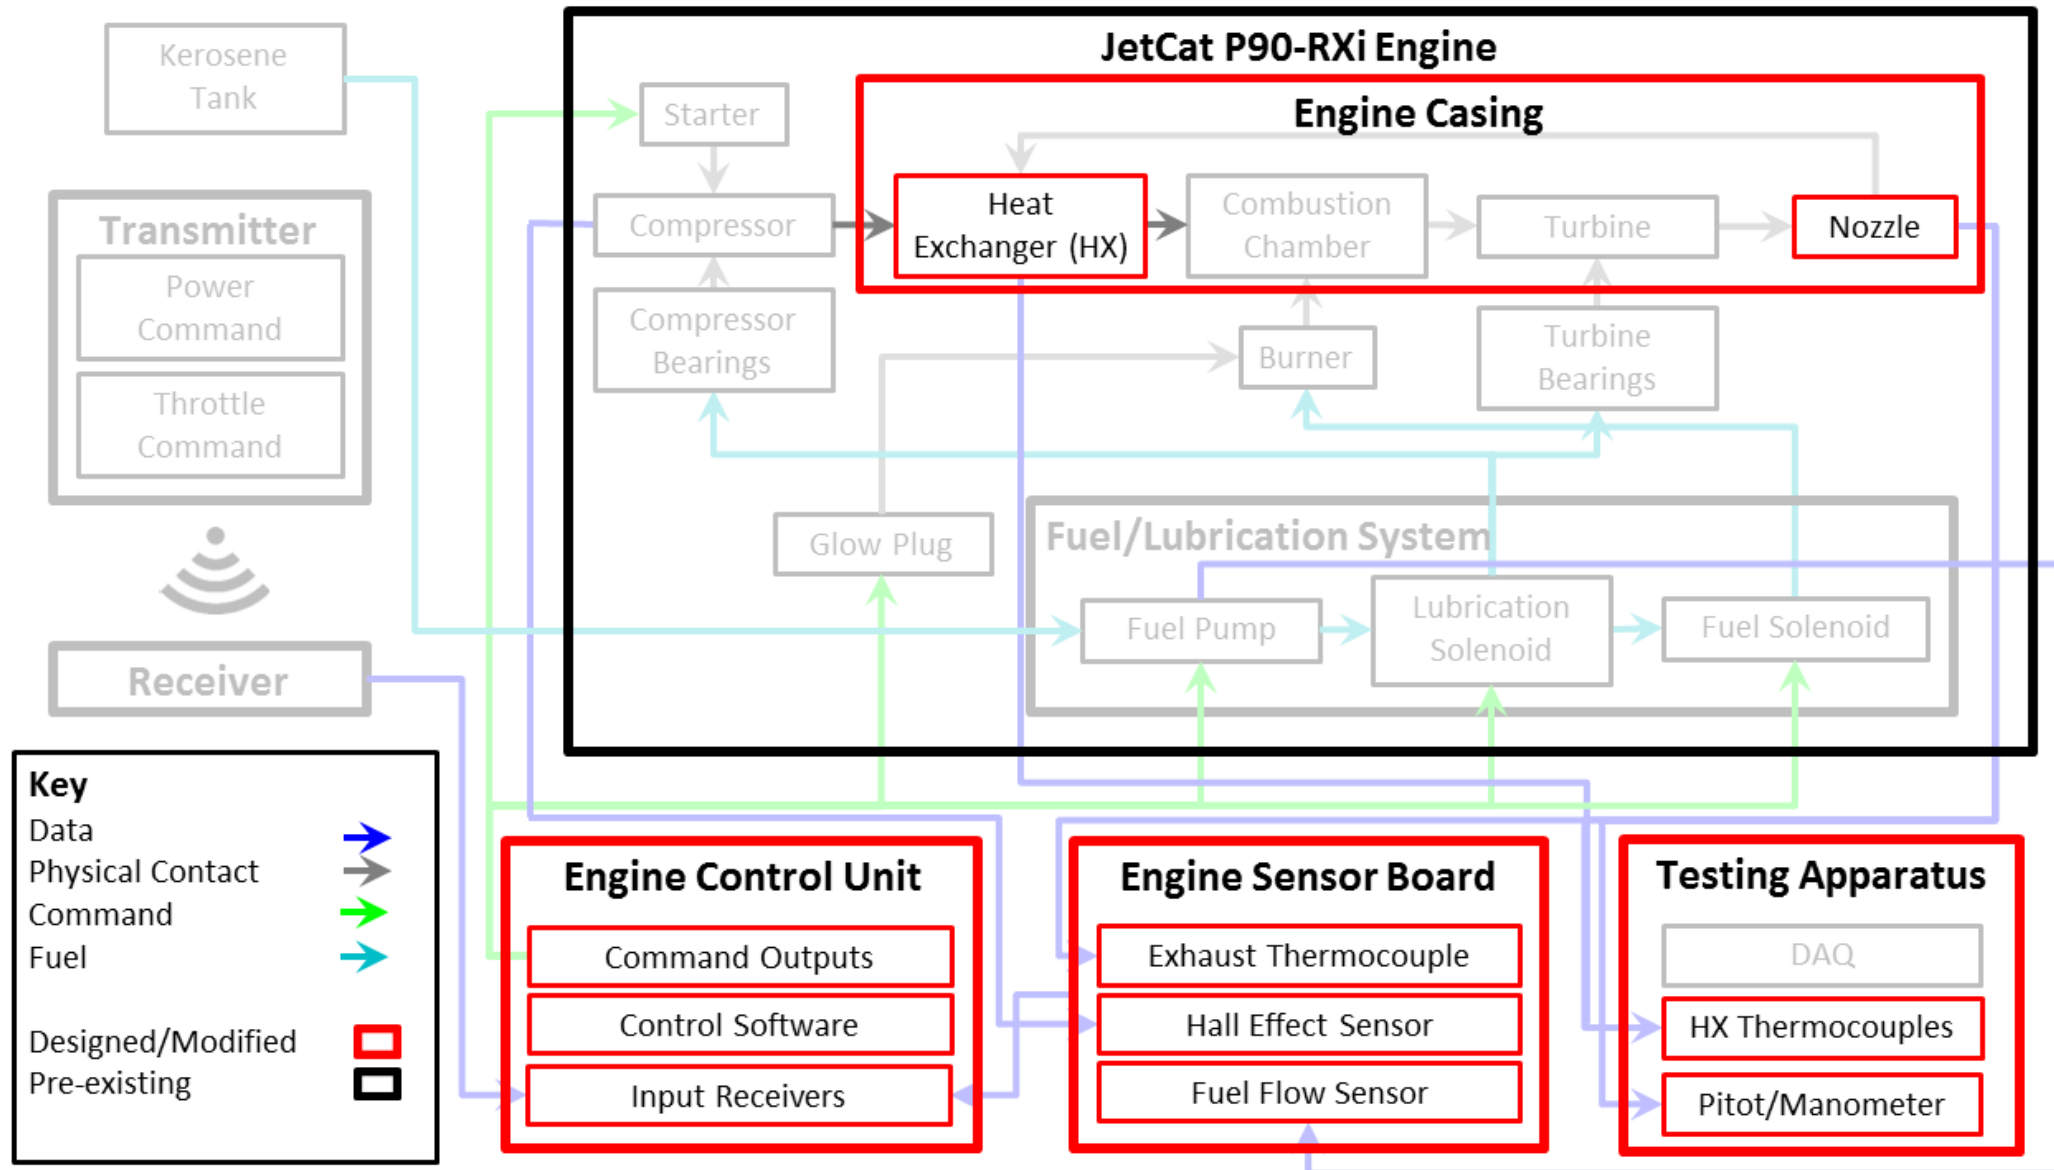 Kerosene
Tank
Transmitter
Power
Command
Throttle
Command
Receiver
JetCat P90-RXi Engine
Engine Casing
Starter
Compressor
Heat
Exchanger (HX)
Combustion
Chamber
Turbine
Nozzle
Compressor
Bearings
Burner
Turbine
Bearings
Glow Plug
Fuel/Lubrication System
Fuel Pump
Lubrication
Solenoid
Fuel Solenoid
Key
Data
Physical Contact
Command
Fuel
Designed/Modified
Pre-existing
Engine Control Unit
Command Outputs
Control Software
Input Receivers
Engine Sensor Board
Exhaust Thermocouple
Hall Effect Sensor
Fuel Flow Sensor
Testing Apparatus
DAQ
HX Thermocouples
Pitot/Manometer